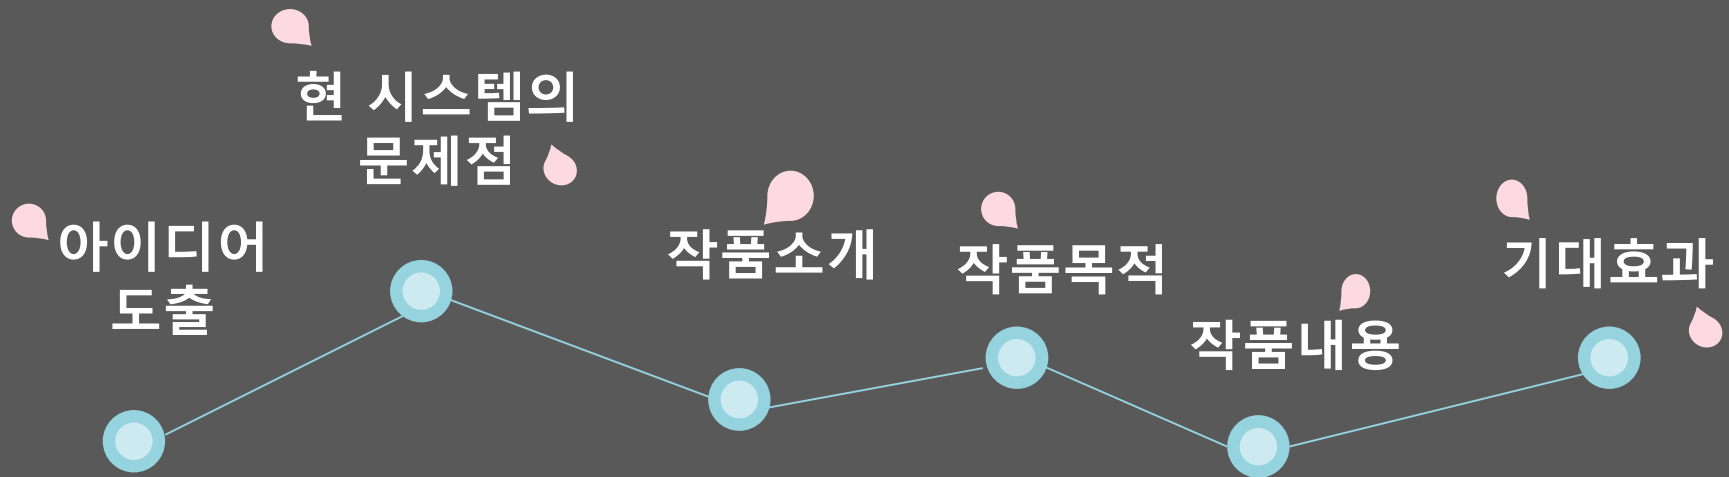 아이디어
도출
현 시스템의
문제점
작품소개
작품목적
작품내용
기대효과